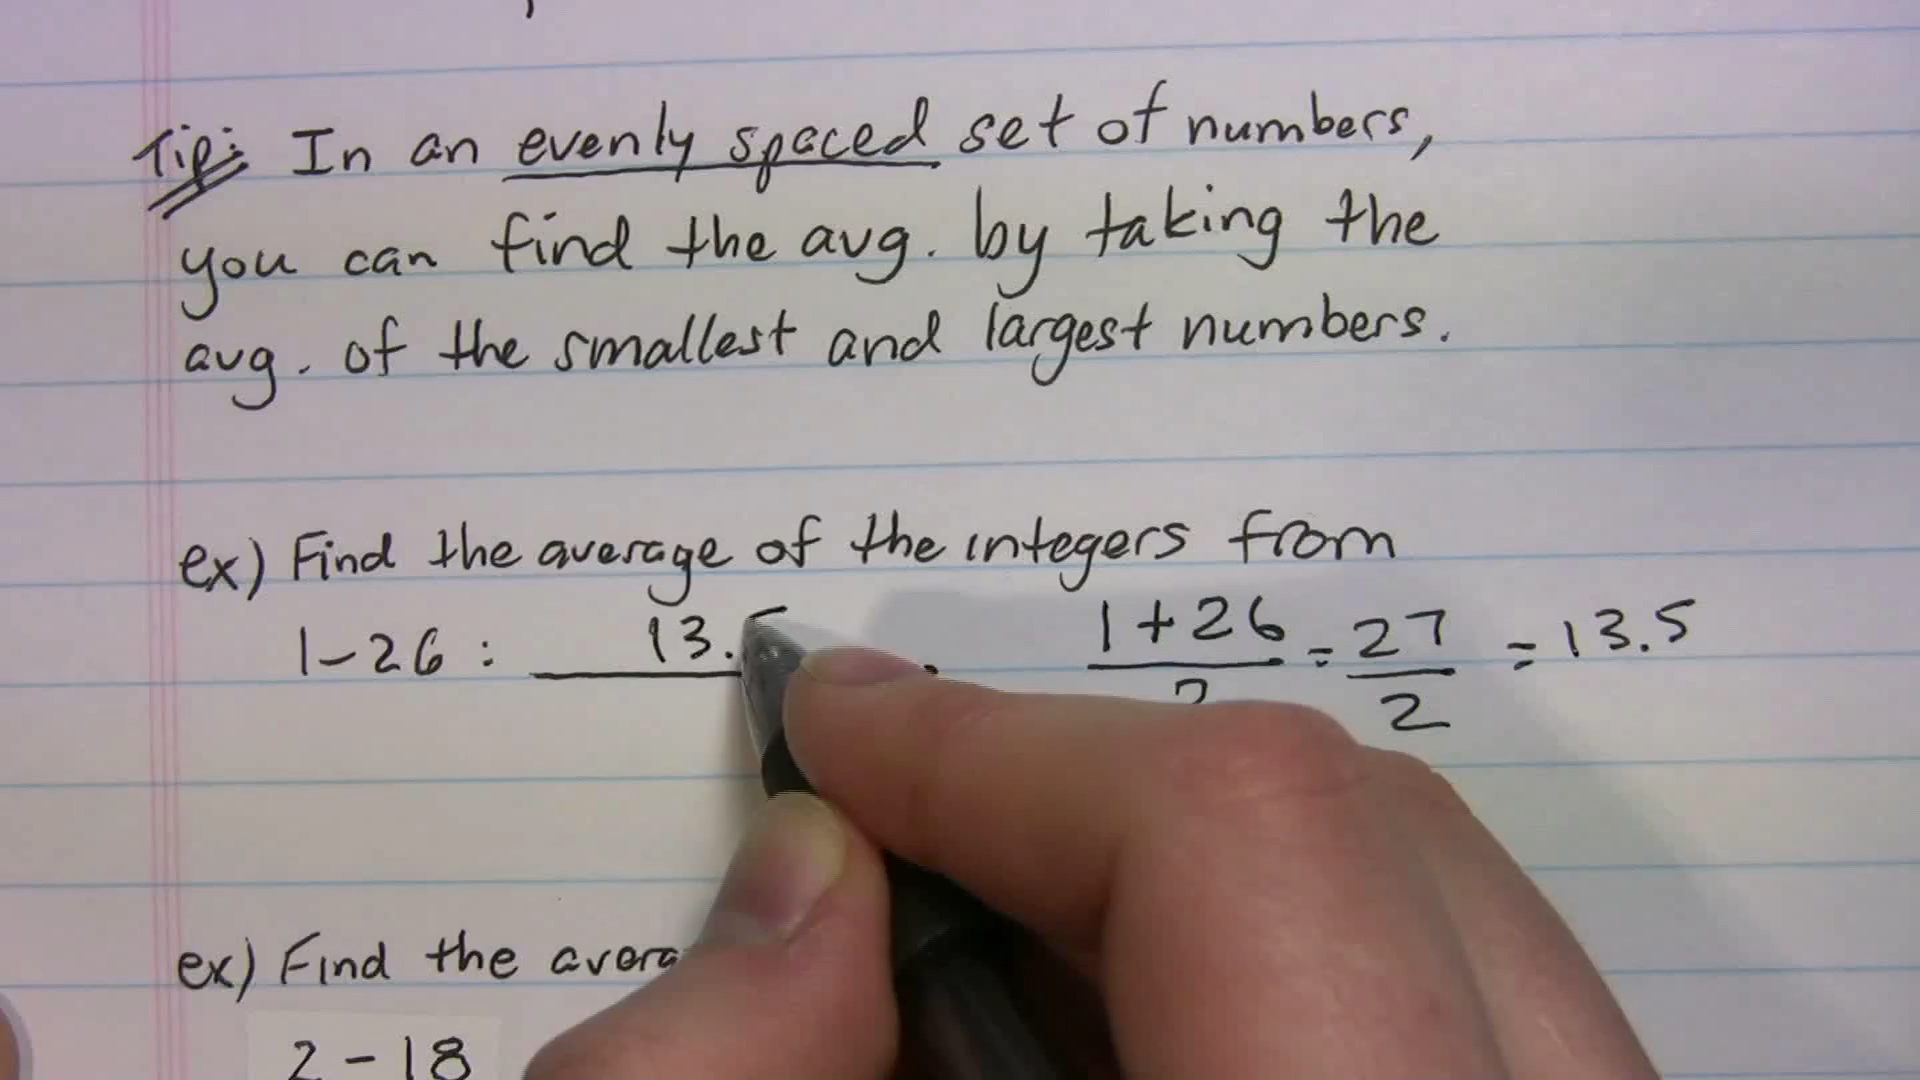 Tip: In an evenly spaced set of numbers,
you can find the avg. by taking the
avg. of the smallest and largest numbers.
ex) Find the average of the integers from
1-26 : 13.5 . 1+26/2 = 27/2 = 13.5
ex) Find the
2-18